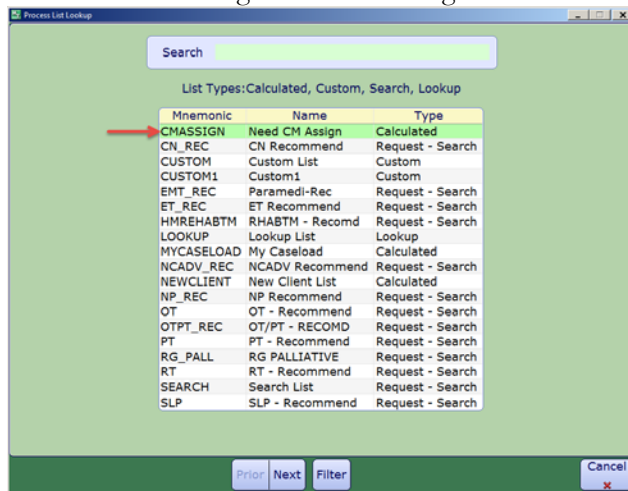 Process List Lookup
Search
List Types:Calculated, Custom, Search, Lookup
Mnemonic Name Type
CMASSIGN Need CM Assign Calculated
CN_REC CN Recommend Request - Search
CUSTOM Custom List Custom
CUSTOM1 Custom1 Custom
EMT_REC Paramedi-Rec Request - Search
ET_REC ET Recommend Request - Search
HMREHABTM RHABTM - Recomd Request - Search
LOOKUP Lookup List Lookup
MYCASELOAD My Caseload Calculated
NCADV_REC NCADV Recommend Request - Search
NEWCLIENT New Client List Calculated
NP_REC NP Recommend Request - Search
OT OT - Recommend Request - Search
OTPT_REC OT/PT - RECOMD Request - Search
PT PT - Recommend Request - Search
RG_PALL RG PALLIATIVE Request - Search
RT RT - Recommend Request - Search
SEARCH Search List Request - Search
SLP SLP - Recommend Request - Search
Prior Next Filter Cancel